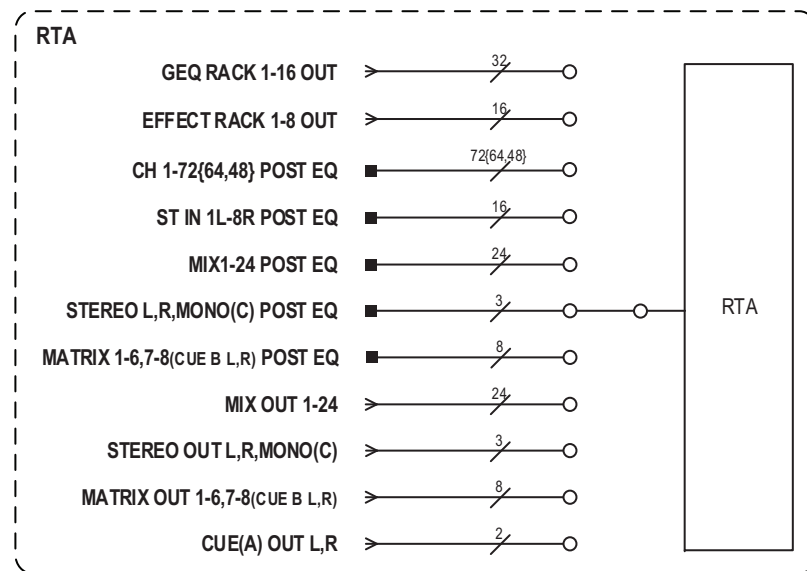 RTA
GEQ RACK 1-16 OUT 32
EFFECT RACK 1-8 OUT 16
CH 1-72{64,48} POST EQ 72{64,48}
ST IN 1L-8R POST EQ 16
MIX1-24 POST EQ 24
STEREO L,R,MONO(C) POST EQ 3 RTA
MATRIX 1-6,7-8(CUE B L,R) POST EQ 8
MIX OUT 1-24 24
STEREO OUT L,R,MONO(C) 3
MATRIX OUT 1-6,7-8(CUE B L,R) 8
CUE(A) OUT L,R 2